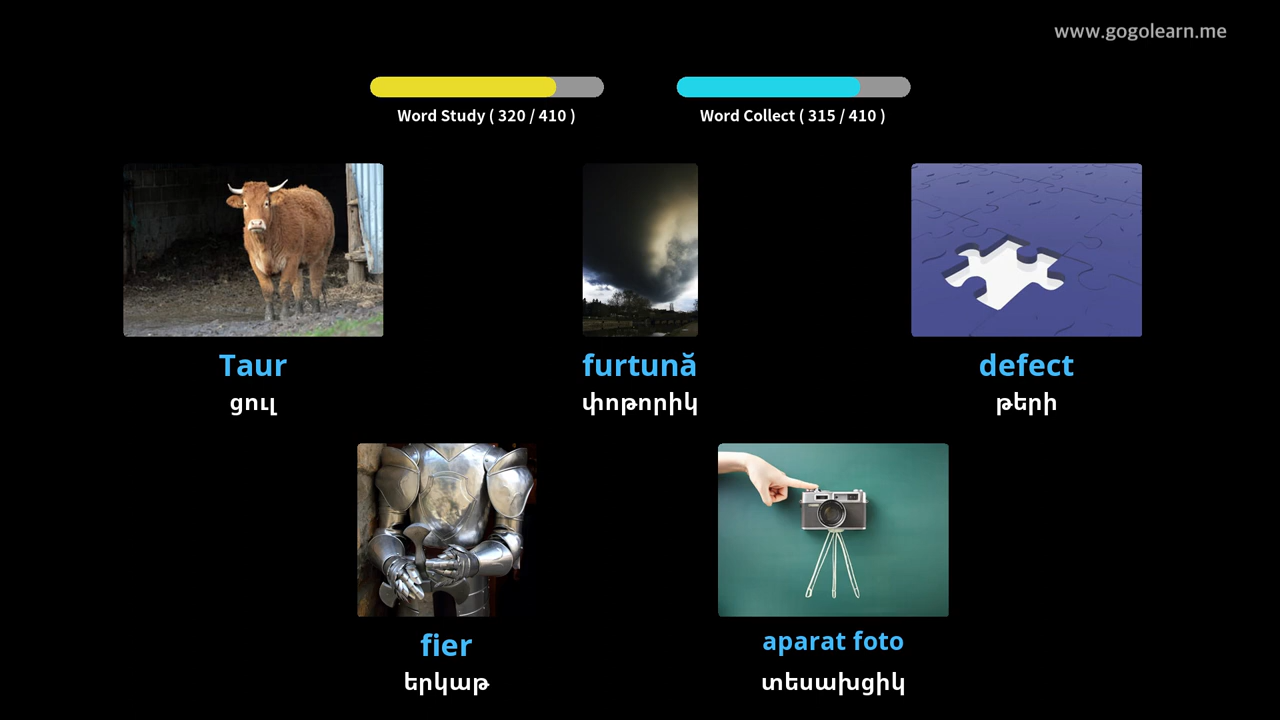 www.gogolearn.me
Word Study ( 320 / 410 )
Word Collect ( 315 / 410 )
Taur
ցուլ
furtună
փոթորիկ
defect
թերի
fier
երկաթ
aparat foto
տեսախցիկ